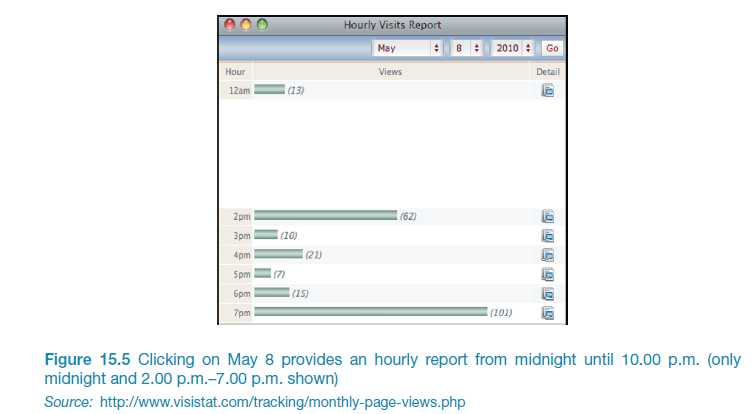 Hourly Visits Report
May 8 2010 Go
Hour Views Detail
12am (13)
2pm (62)
3pm (10)
4pm (21)
5pm (7)
6pm (15)
7pm (101)
Figure 15.5 Clicking on May 8 provides an hourly report from midnight until 10.00 p.m. (only
midnight and 2.00 p.m.–7.00 p.m. shown)
Source: http://www.visistat.com/tracking/monthly-page-views.php